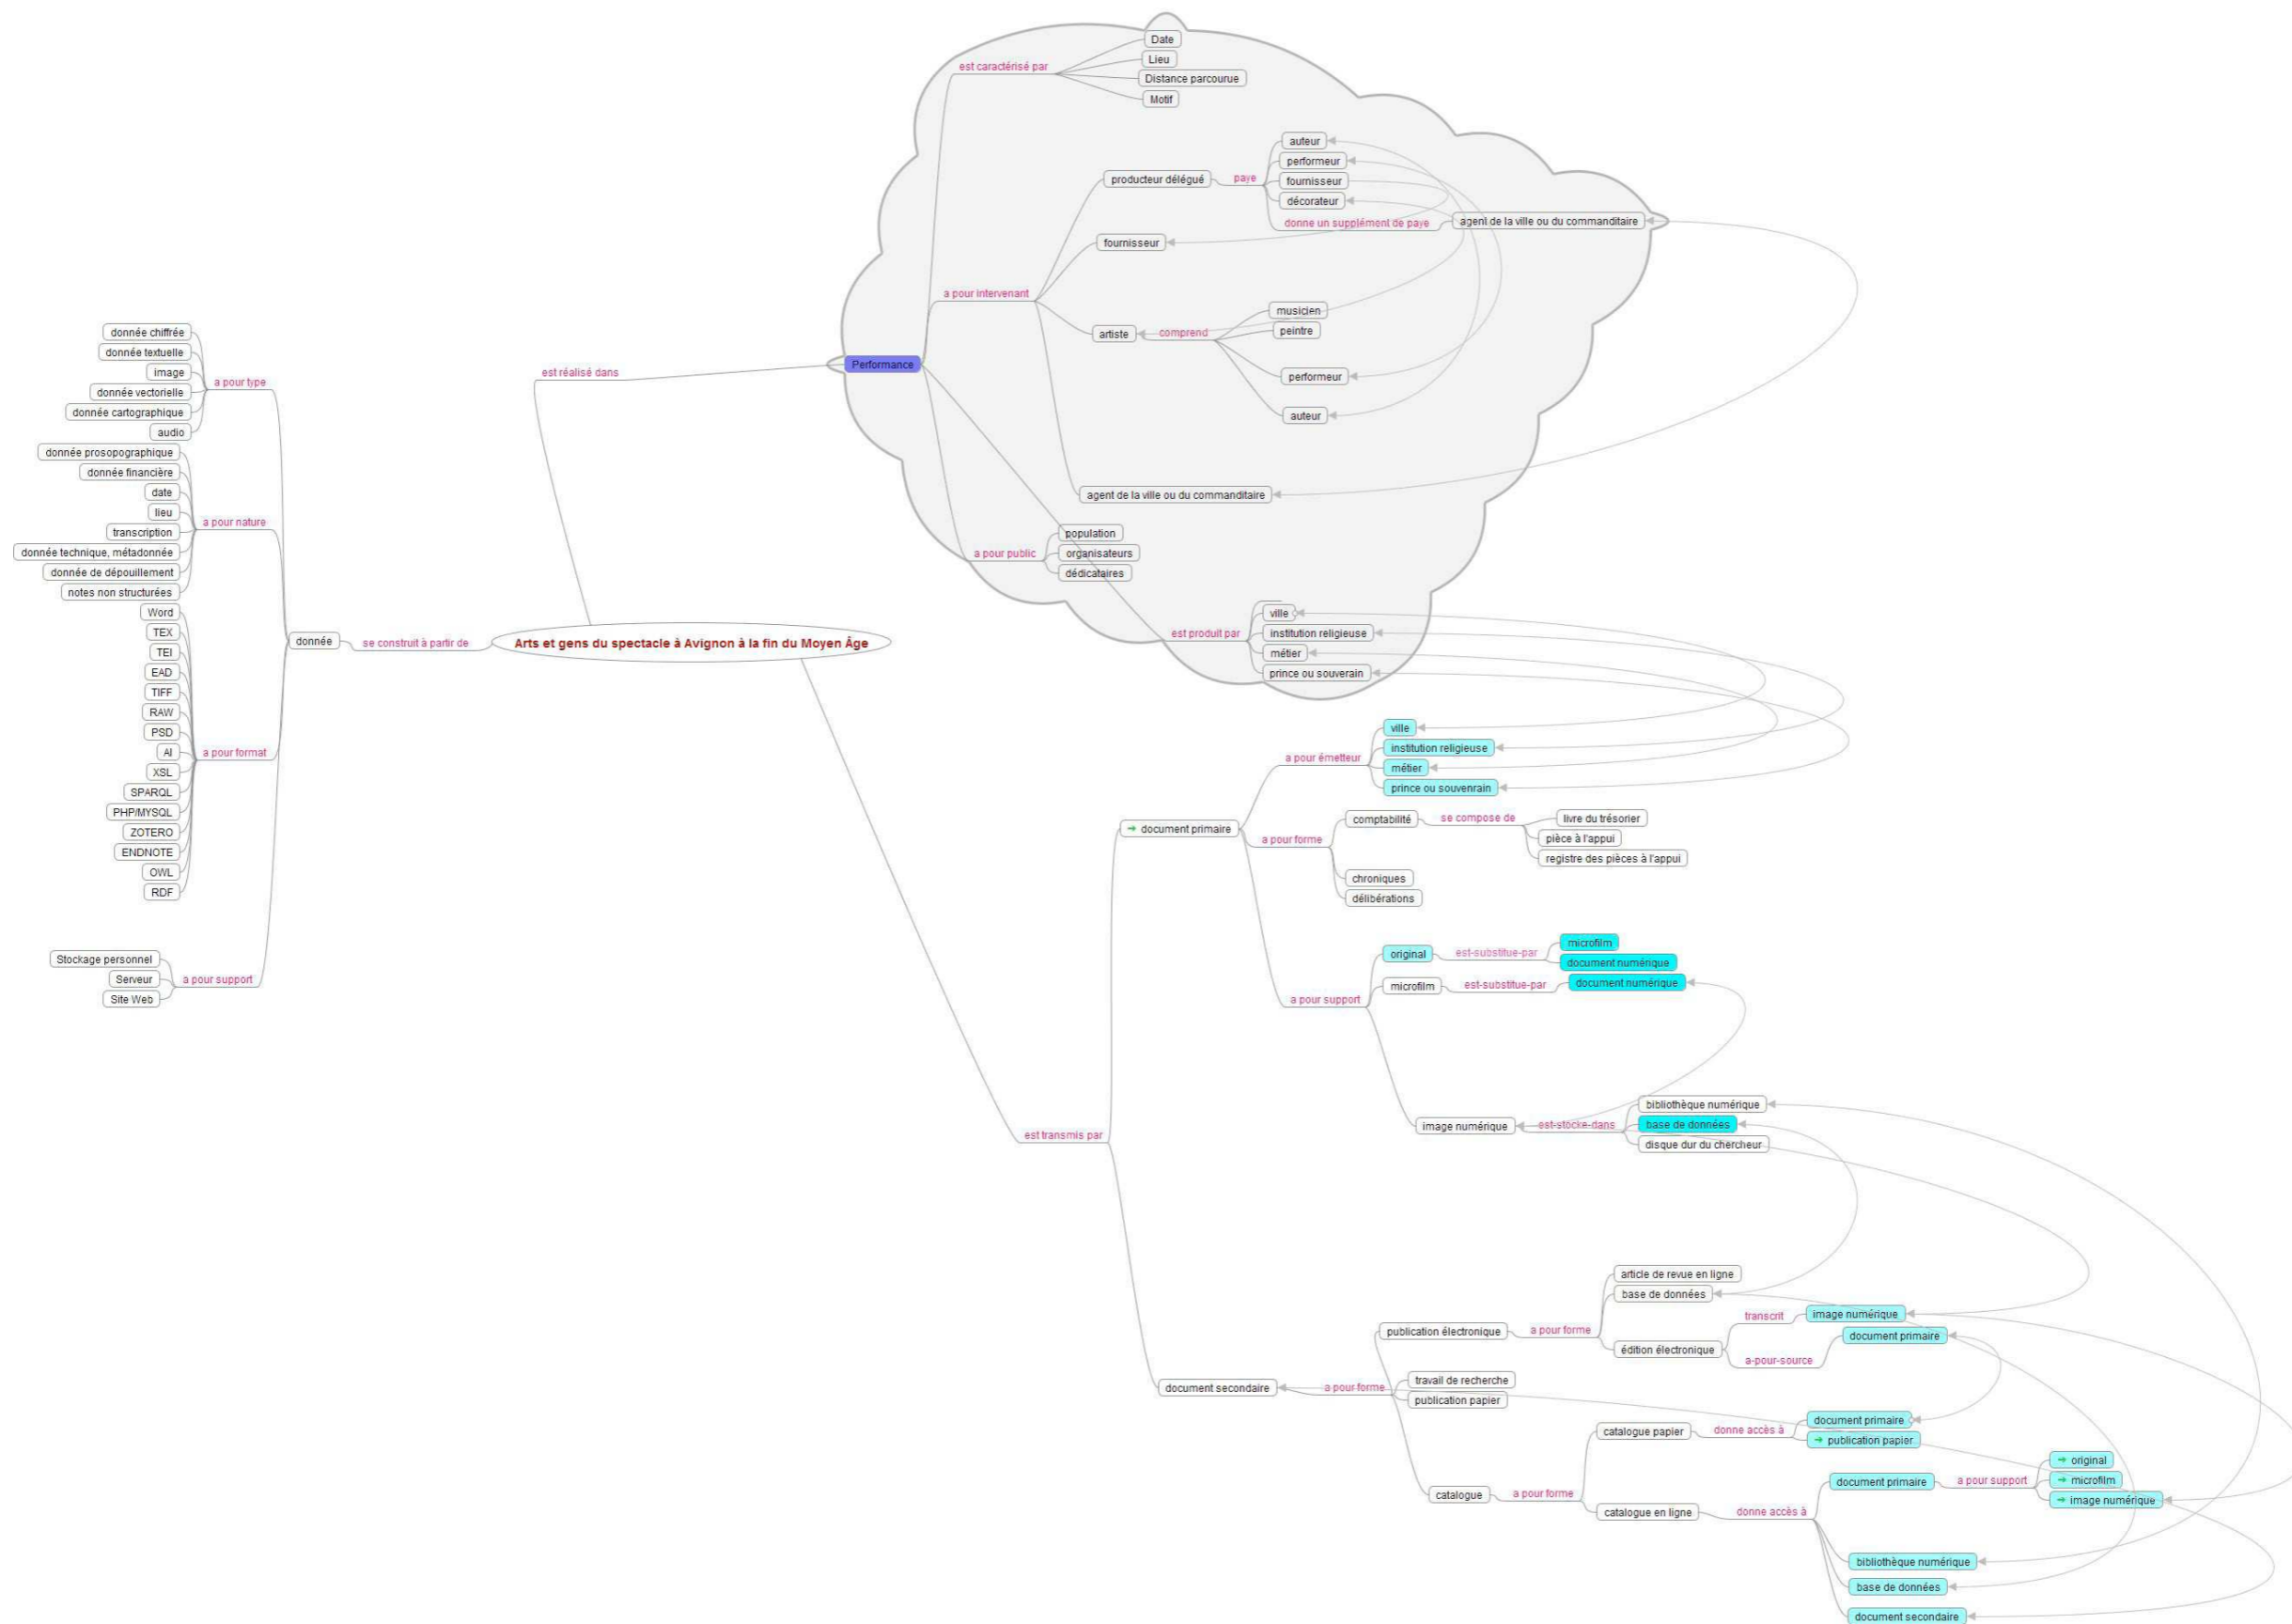 Arts et gens du spectacle à Avignon à la fin du Moyen Âge
se construit à partir de
donnée
a pour type
donnée chiffrée
donnée textuelle
image
donnée vectorielle
donnée cartographique
audio
a pour nature
donnée prosopographique
donnée financière
date
lieu
transcription
donnée technique, métadonnée
donnée de dépouillement
notes non structurées
a pour format
Word
TEX
TEI
EAD
TIFF
RAW
PSD
AI
XSL
SPARQL
PHP/MYSQL
ZOTERO
ENDNOTE
OWL
RDF
a pour support
Stockage personnel
Serveur
Site Web
est réalisé dans
Performance
est caractérisé par
Date
Lieu
Distance parcourue
Motif
a pour intervenant
producteur délégué
paye
auteur
performeur
fournisseur
décorateur
donne un supplément de paye
agent de la ville ou du commanditaire
fournisseur
artiste
comprend
musicien
peintre
performeur
auteur
agent de la ville ou du commanditaire
a pour public
population
organisateurs
dédicataires
est produit par
ville
institution religieuse
métier
prince ou souverain
est transmis par
document primaire
a pour émetteur
ville
institution religieuse
métier
prince ou souvenrain
a pour forme
comptabilité
se compose de
livre du trésorier
pièce à l'appui
registre des pièces à l'appui
chroniques
délibérations
a pour support
original
est-substitue-par
microfilm
document numérique
microfilm
est-substitue-par
document numérique
image numérique
est-stocke-dans
bibliothèque numérique
base de données
disque dur du chercheur
document secondaire
a pour forme
publication électronique
a pour forme
article de revue en ligne
base de données
édition électronique
transcrit
image numérique
a-pour-source
document primaire
travail de recherche
publication papier
catalogue
a pour forme
catalogue papier
donne accès à
document primaire
publication papier
catalogue en ligne
donne accès à
document primaire
a pour support
original
microfilm
image numérique
bibliothèque numérique
base de données
document secondaire